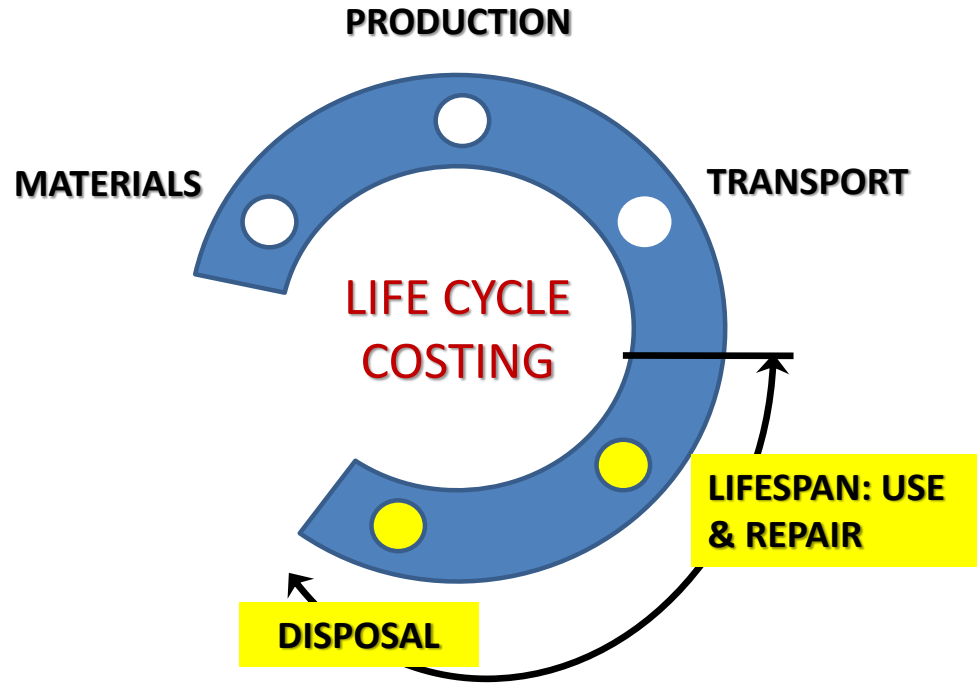 PRODUCTION
MATERIALS
TRANSPORT
LIFE CYCLE
COSTING
LIFESPAN: USE
& REPAIR
DISPOSAL